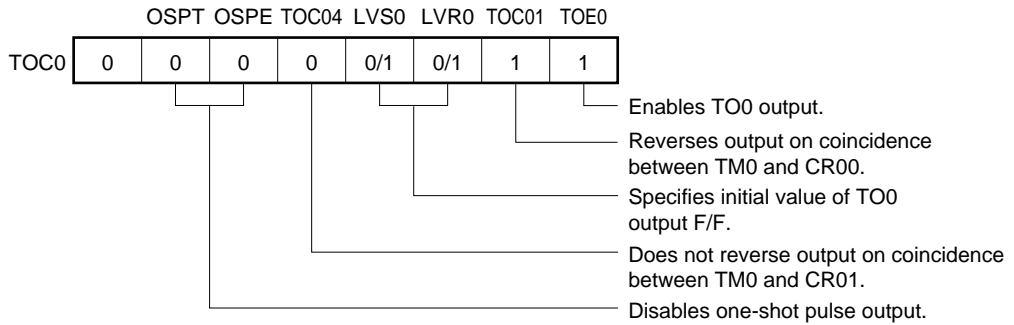 OSPT OSPE TOC04 LVS0 LVR0 TOC01 TOE0
TOC0 0 0 0 0 0/1 0/1 1 1
Enables TO0 output.
Reverses output on coincidence
between TM0 and CR00.
Specifies initial value of TO0
output F/F.
Does not reverse output on coincidence
between TM0 and CR01.
Disables one-shot pulse output.